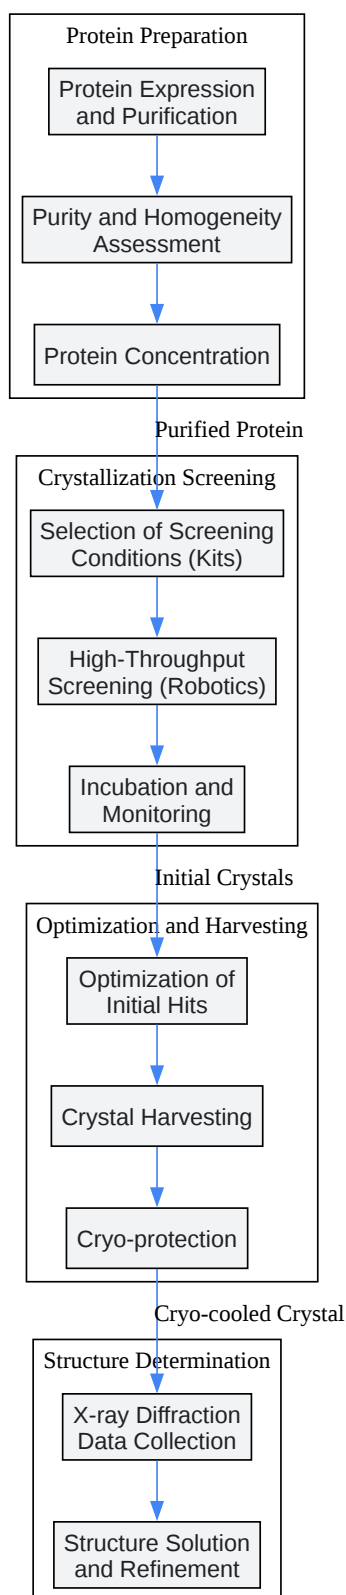 Protein Preparation
Protein Expression
and Purification
Purity and Homogeneity
Assessment
Protein Concentration
Purified Protein
Crystallization Screening
Selection of Screening
Conditions (Kits)
High-Throughput
Screening (Robotics)
Incubation and
Monitoring
Initial Crystals
Optimization and Harvesting
Optimization of
Initial Hits
Crystal Harvesting
Cryo-protection
Cryo-cooled Crystal
Structure Determination
X-ray Diffraction
Data Collection
Structure Solution
and Refinement